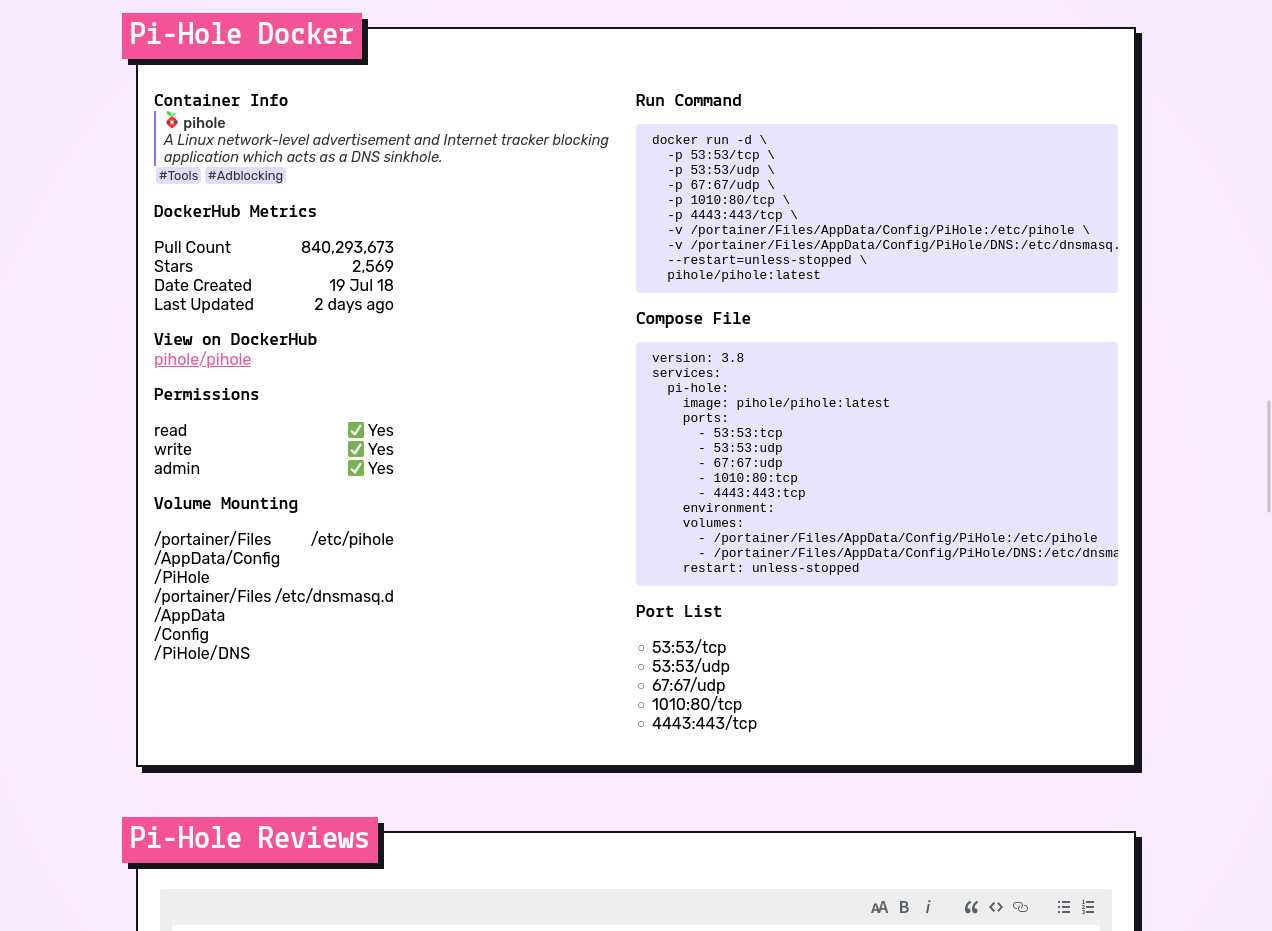 Pi-Hole Docker
Container Info
pihole
A Linux network-level advertisement and Internet tracker blocking
application which acts as a DNS sinkhole.
#Tools #Adblocking
DockerHub Metrics
Pull Count 840,293,673
Stars 2,569
Date Created 19 Jul 18
Last Updated 2 days ago
View on DockerHub
pihole/pihole
Permissions
read ✅ Yes
write ✅ Yes
admin ✅ Yes
Volume Mounting
/portainer/Files /etc/pihole
/AppData/Config
/PiHole
/portainer/Files /etc/dnsmasq.d
/AppData
/Config
/PiHole/DNS
Run Command
docker run -d \
  -p 53:53/tcp \
  -p 53:53/udp \
  -p 67:67/udp \
  -p 1010:80/tcp \
  -p 4443:443/tcp \
  -v /portainer/Files/AppData/Config/PiHole:/etc/pihole \
  -v /portainer/Files/AppData/Config/PiHole/DNS:/etc/dnsmasq.
  --restart=unless-stopped \
  pihole/pihole:latest
Compose File
version: 3.8
services:
  pi-hole:
    image: pihole/pihole:latest
    ports:
      - 53:53:tcp
      - 53:53:udp
      - 67:67:udp
      - 1010:80:tcp
      - 4443:443:tcp
    environment:
    volumes:
      - /portainer/Files/AppData/Config/PiHole:/etc/pihole
      - /portainer/Files/AppData/Config/PiHole/DNS:/etc/dnsma
    restart: unless-stopped
Port List
53:53/tcp
53:53/udp
67:67/udp
1010:80/tcp
4443:443/tcp
Pi-Hole Reviews
AA B i